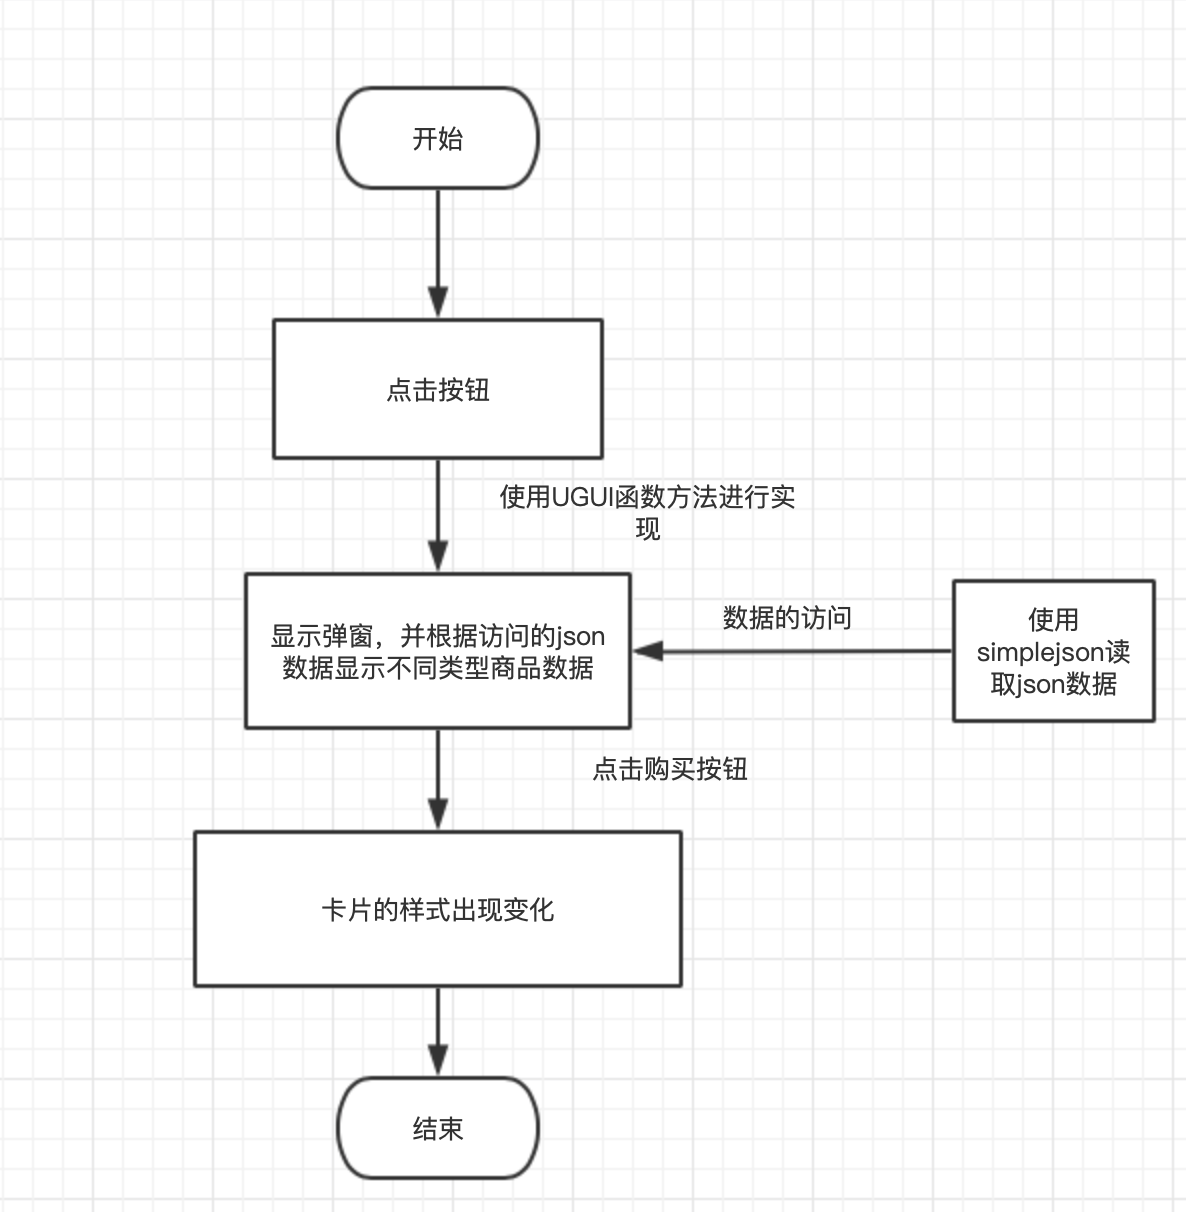 开始
点击按钮
使用UGUI函数方法进行实
现
显示弹窗，并根据访问的json
数据显示不同类型商品数据
数据的访问
使用
simplejson读
取json数据
点击购买按钮
卡片的样式出现变化
结束